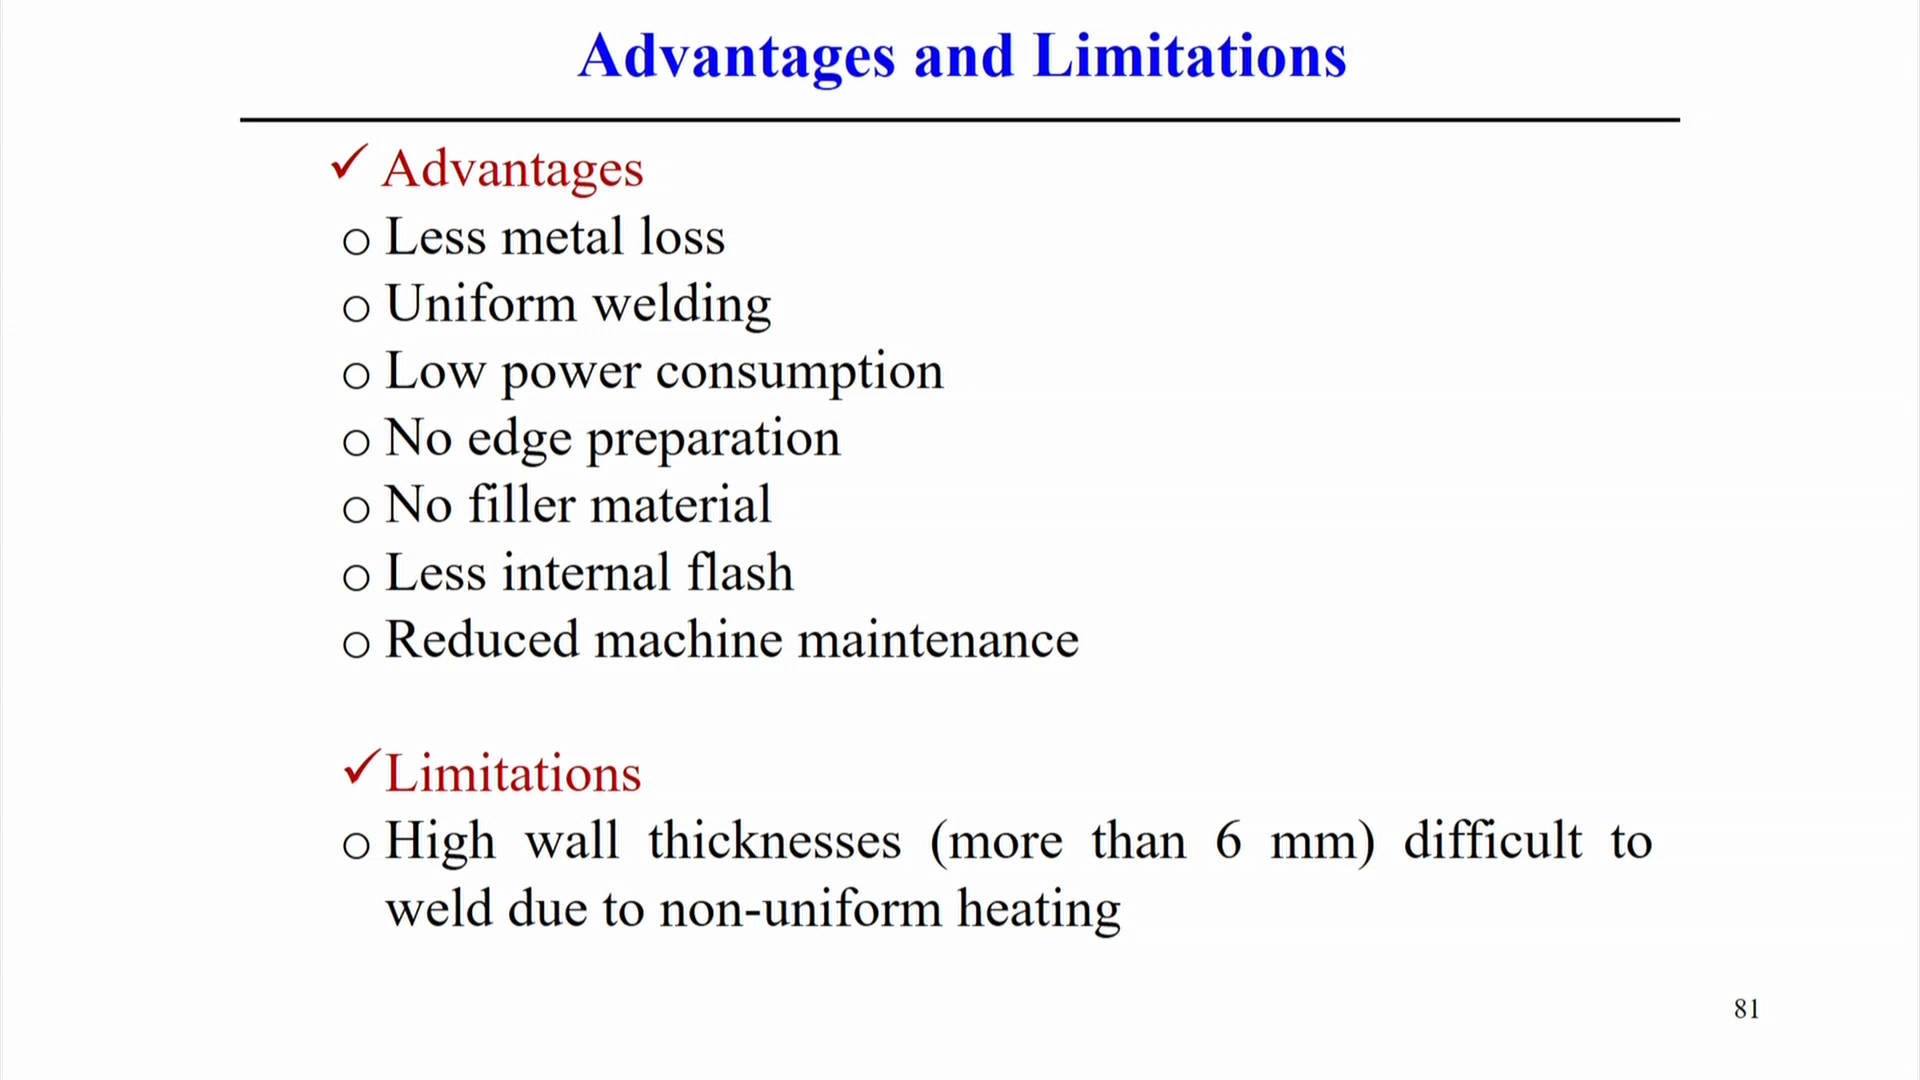 Advantages and Limitations
✓ Advantages
o Less metal loss
o Uniform welding
o Low power consumption
o No edge preparation
o No filler material
o Less internal flash
o Reduced machine maintenance
✓ Limitations
o High wall thicknesses (more than 6 mm) difficult to
weld due to non-uniform heating
81